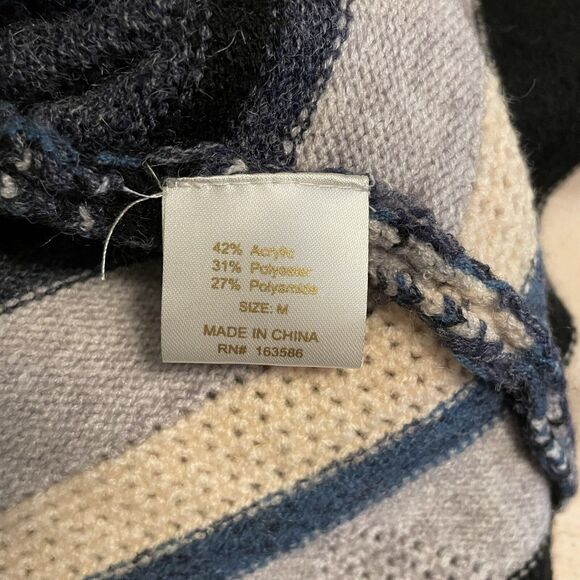 42% Acrylic
31% Polyester
27% Polyamide
SIZE: M
MADE IN CHINA
RN# 163586